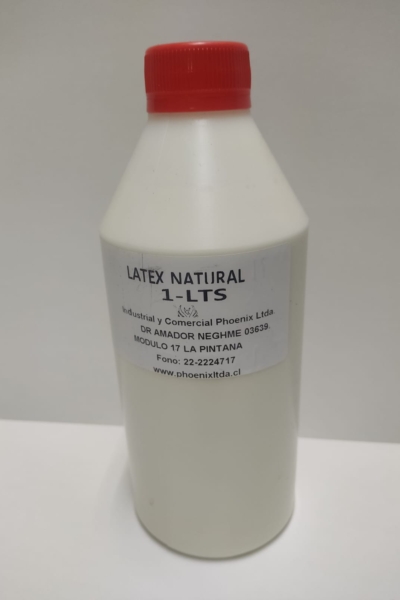 LATEX NATURAL
1-LTS
Industrial y Comercial Phoenix Ltda
DR AMADOR NEGHME 03639.
MODULO 17 LA PINTANA
Fono: 22-2224717
www.phoenixltda.cl